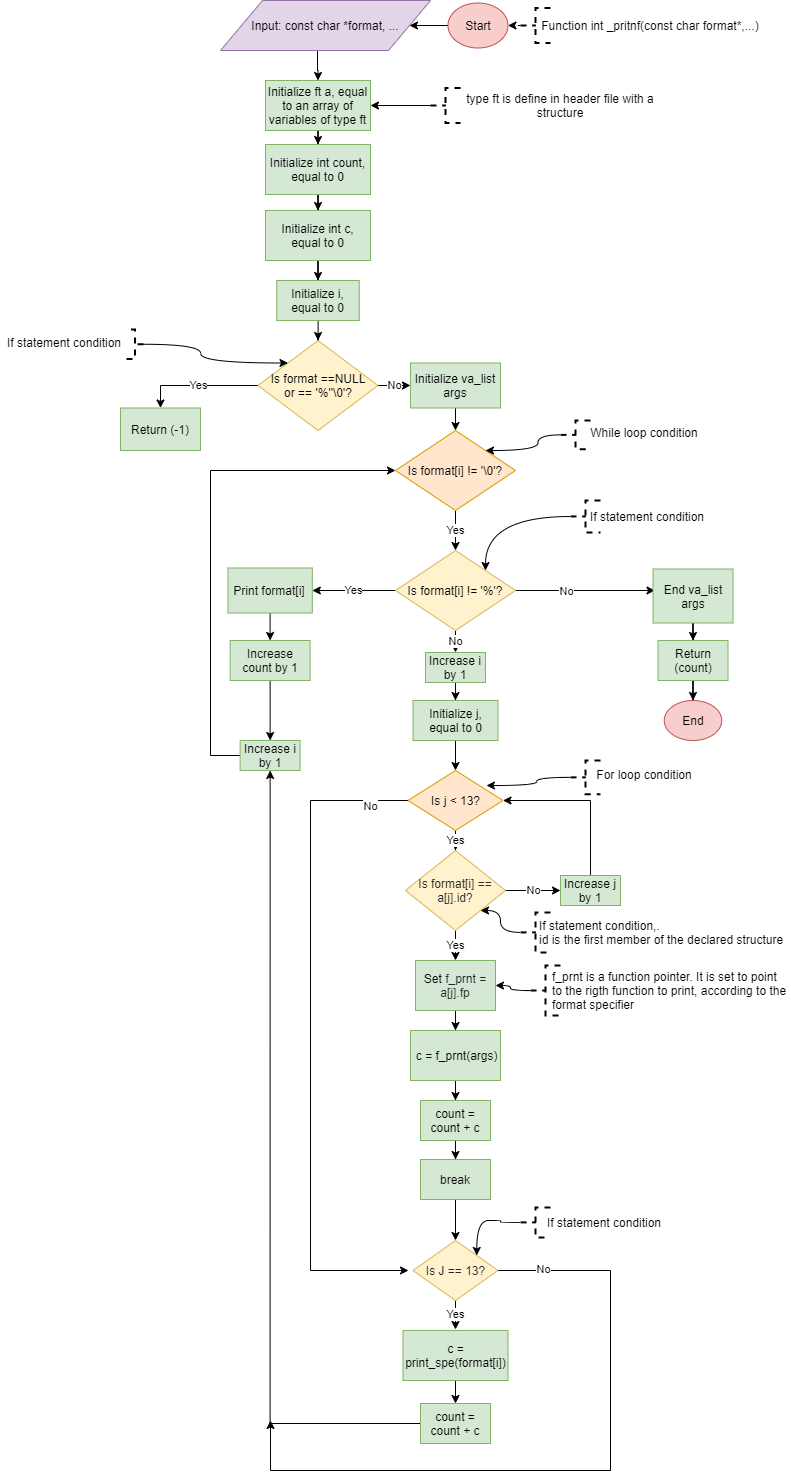 Input: const char *format, ...
Start
Function int _pritnf(const char format*,...)
Initialize ft a, equal
to an array of
variables of type ft
type ft is define in header file with a
structure
Initialize int count,
equal to 0
Initialize int c,
equal to 0
Initialize i,
equal to 0
If statement condition
Is format ==NULL
or == '%"\0'?
Yes
No
Return (-1)
Initialize va_list
args
While loop condition
Is format[i] != '\0'?
Yes
If statement condition
Is format[i] != '%'?
Yes
No
No
Print format[i]
End va_list
args
Increase
count by 1
Increase i
by 1
Return
(count)
Initialize j,
equal to 0
End
Increase i
by 1
For loop condition
Is j < 13?
No
Yes
Is format[i] ==
a[j].id?
No
Increase j
by 1
Yes
If statement condition,.
id is the first member of the declared structure
Set f_prnt =
a[j].fp
f_prnt is a function pointer. It is set to point
to the rigth function to print, according to the
format specifier
c = f_prnt(args)
count =
count + c
break
If statement condition
Is J == 13?
No
Yes
c =
print_spe(format[i])
count =
count + c